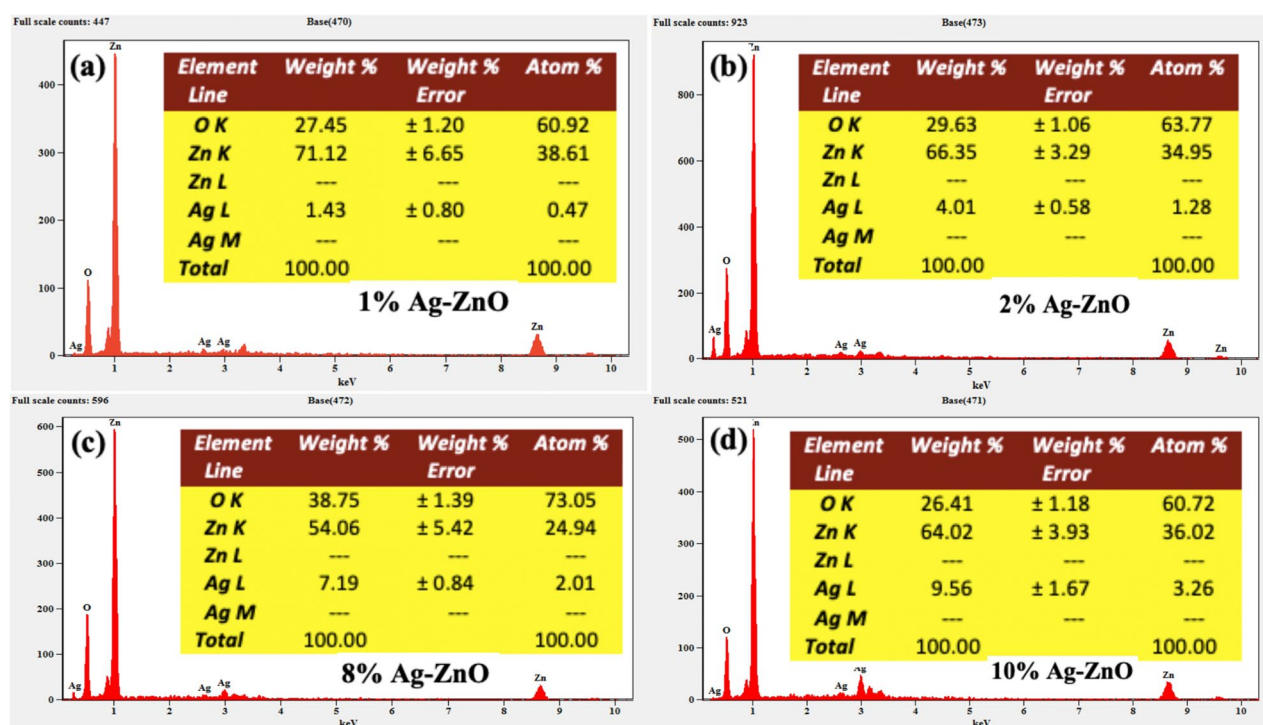 Full scale counts: 447
Base(470)
(a)
Zn
Element Line Weight % Weight % Error Atom %
O K 27.45 ± 1.20 60.92
Zn K 71.12 ± 6.65 38.61
Zn L --- --- ---
Ag L 1.43 ± 0.80 0.47
Ag M --- --- ---
Total 100.00 100.00
1% Ag-ZnO
400
300
200
100
0
O
Ag
Ag
Ag
Zn
1 2 3 4 5 6 7 8 9 10
keV
Full scale counts: 923
Base(473)
(b)
Zn
Element Line Weight % Weight % Error Atom %
O K 29.63 ± 1.06 63.77
Zn K 66.35 ± 3.29 34.95
Zn L --- --- ---
Ag L 4.01 ± 0.58 1.28
Ag M --- --- ---
Total 100.00 100.00
2% Ag-ZnO
800
600
400
200
0
O
Ag
Ag
Ag
Zn
Zn
1 2 3 4 5 6 7 8 9 10
keV
Full scale counts: 596
Base(472)
(c)
Zn
Element Line Weight % Weight % Error Atom %
O K 38.75 ± 1.39 73.05
Zn K 54.06 ± 5.42 24.94
Zn L --- --- ---
Ag L 7.19 ± 0.84 2.01
Ag M --- --- ---
Total 100.00 100.00
8% Ag-ZnO
600
500
400
300
200
100
0
O
Ag
Ag
Ag
Zn
1 2 3 4 5 6 7 8 9 10
keV
Full scale counts: 521
Base(471)
(d)
Zn
Element Line Weight % Weight % Error Atom %
O K 26.41 ± 1.18 60.72
Zn K 64.02 ± 3.93 36.02
Zn L --- --- ---
Ag L 9.56 ± 1.67 3.26
Ag M --- --- ---
Total 100.00 100.00
10% Ag-ZnO
500
400
300
200
100
0
O
Ag
Ag
Ag
Zn
1 2 3 4 5 6 7 8 9 10
keV